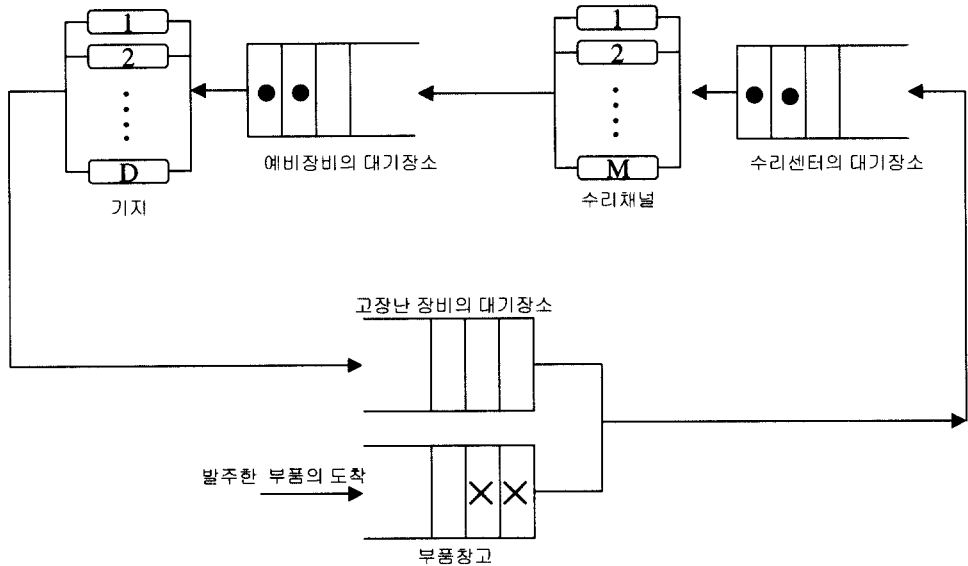 1
2
D
기지
예비장비의 대기장소
1
2
M
수리채널
수리센터의 대기장소
고장난 장비의 대기장소
발주한 부품의 도착
부품창고